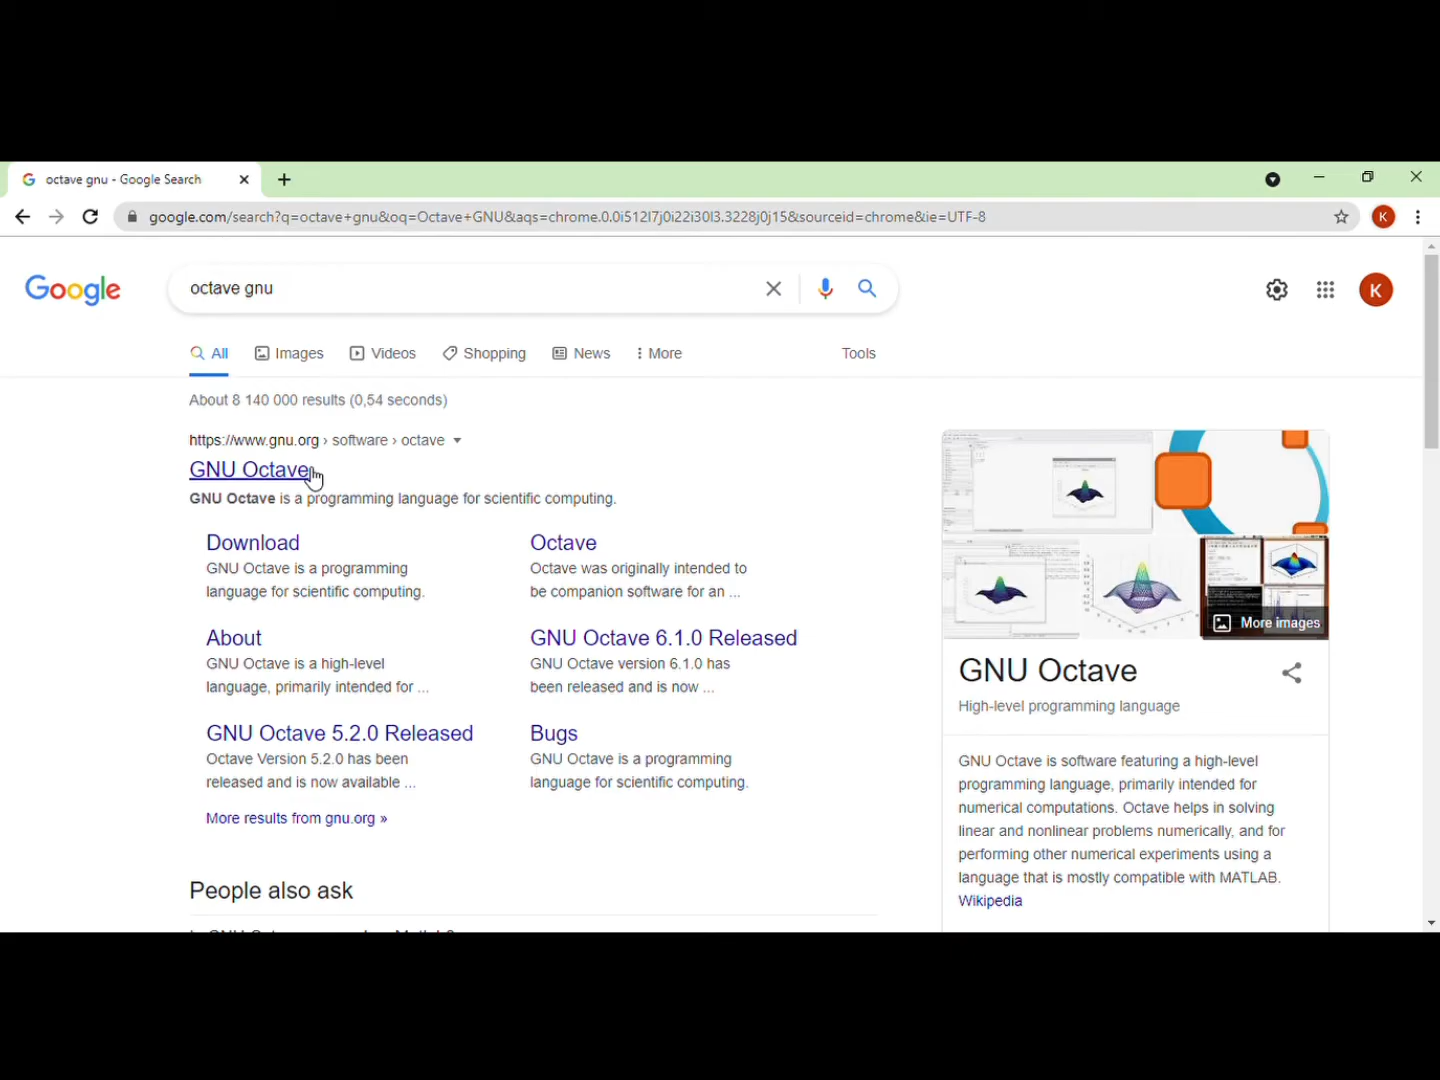 octave gnu - Google Search
google.com/search?q=octave+gnu&oq=Octave+GNU&aqs=chrome.0.0i512l7j0i22i30l3.3228j0j15&sourceid=chrome&ie=UTF-8
K
Google
octave gnu
K
All
Images
Videos
Shopping
News
More
Tools
About 8 140 000 results (0,54 seconds)
https://www.gnu.org › software › octave
GNU Octave
GNU Octave is a programming language for scientific computing.
Download
GNU Octave is a programming
language for scientific computing.
Octave
Octave was originally intended to
be companion software for an ...
About
GNU Octave is a high-level
language, primarily intended for ...
GNU Octave 6.1.0 Released
GNU Octave version 6.1.0 has
been released and is now ...
GNU Octave 5.2.0 Released
Octave Version 5.2.0 has been
released and is now available ...
Bugs
GNU Octave is a programming
language for scientific computing.
More results from gnu.org »
People also ask
More images
GNU Octave
High-level programming language
GNU Octave is software featuring a high-level
programming language, primarily intended for
numerical computations. Octave helps in solving
linear and nonlinear problems numerically, and for
performing other numerical experiments using a
language that is mostly compatible with MATLAB.
Wikipedia